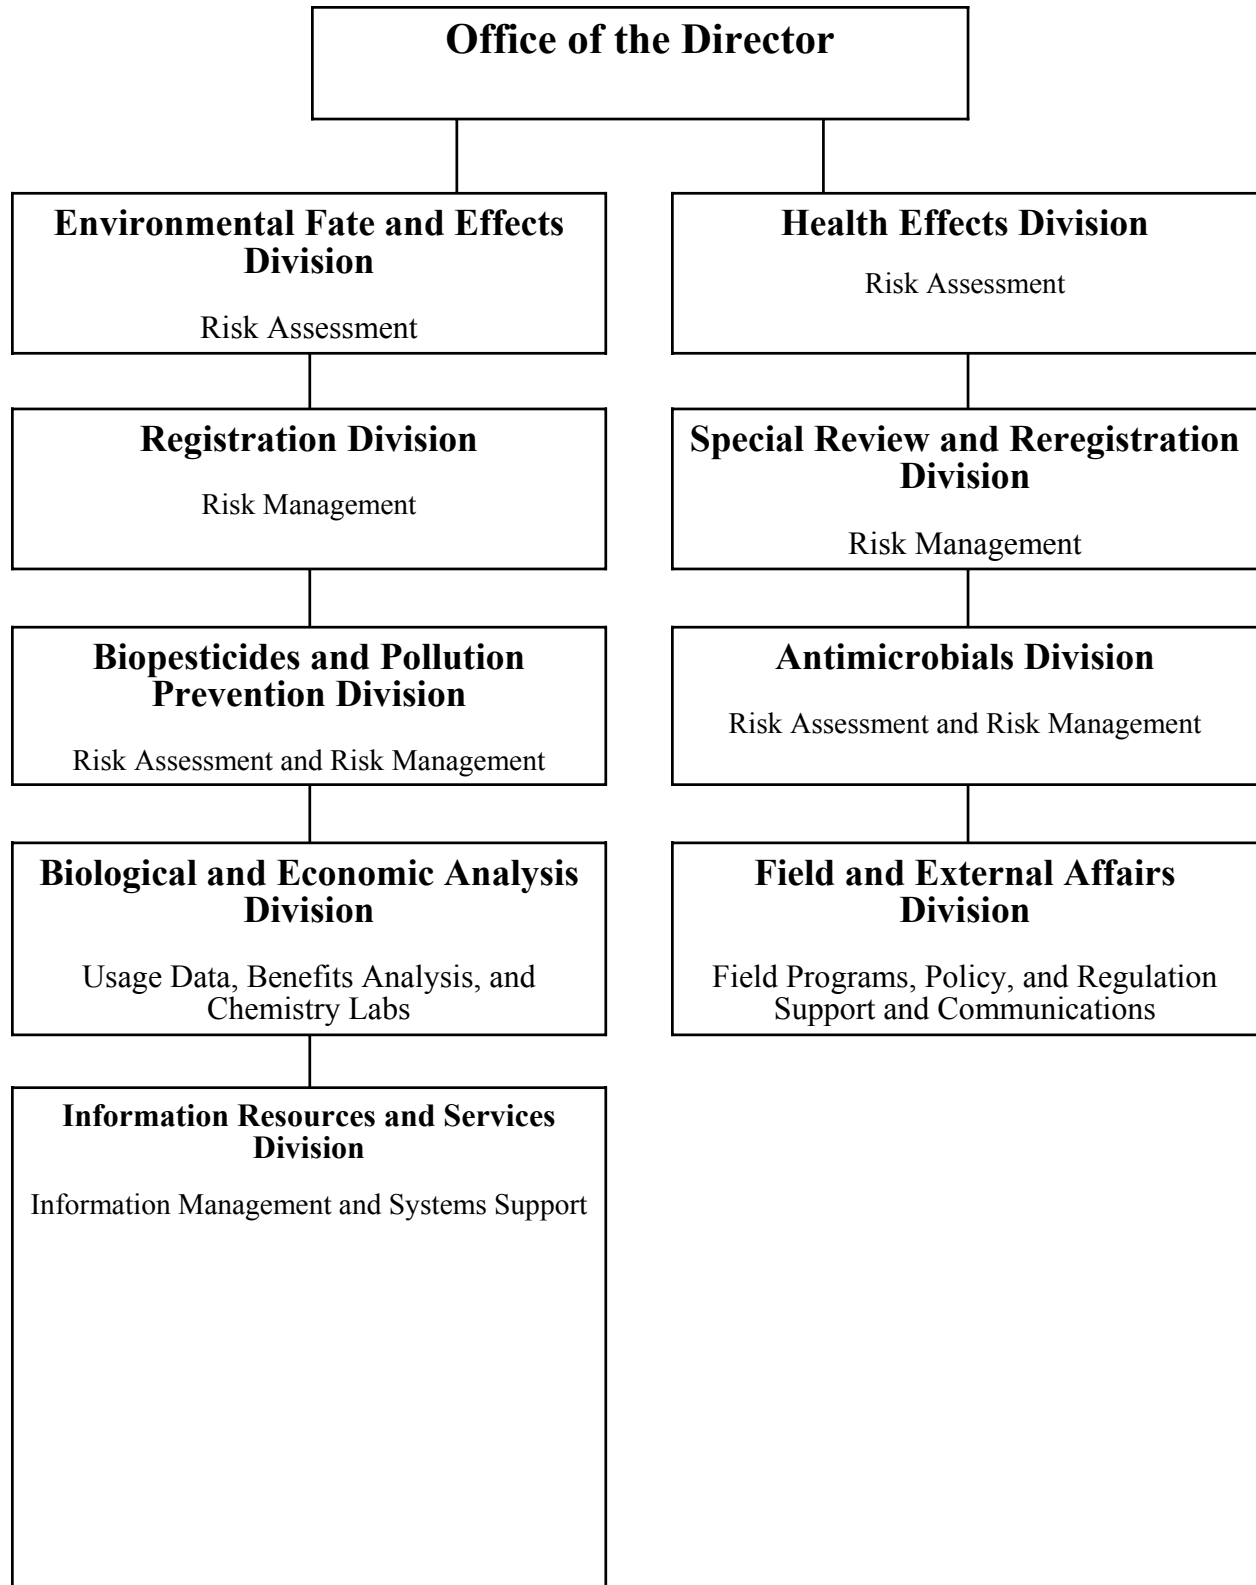 Office of the Director
Environmental Fate and Effects
Division
Risk Assessment
Health Effects Division
Risk Assessment
Registration Division
Risk Management
Special Review and Reregistration
Division
Risk Management
Biopesticides and Pollution
Prevention Division
Risk Assessment and Risk Management
Antimicrobials Division
Risk Assessment and Risk Management
Biological and Economic Analysis
Division
Usage Data, Benefits Analysis, and
Chemistry Labs
Field and External Affairs
Division
Field Programs, Policy, and Regulation
Support and Communications
Information Resources and Services
Division
Information Management and Systems Support